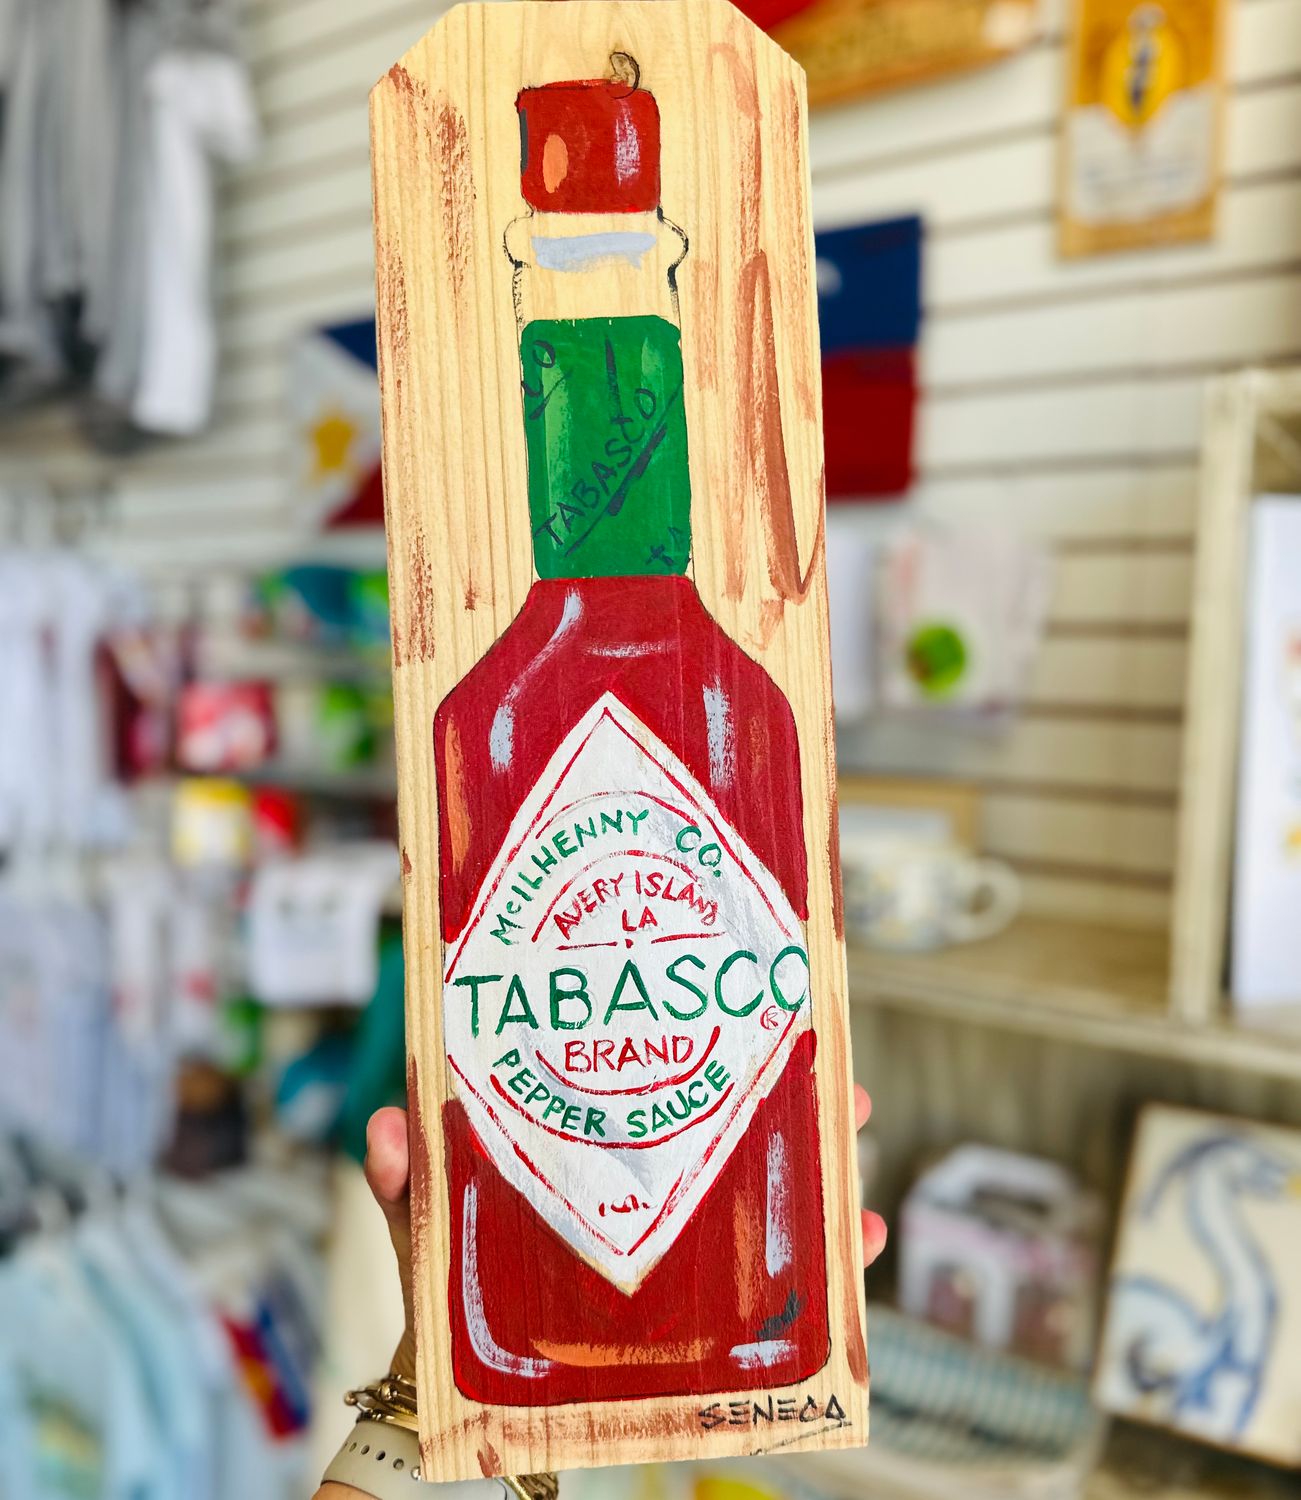 TABASCO
McILHENNY CO.
AVERY ISLAND
LA
TABASCO
®
BRAND
PEPPER SAUCE
SENECA